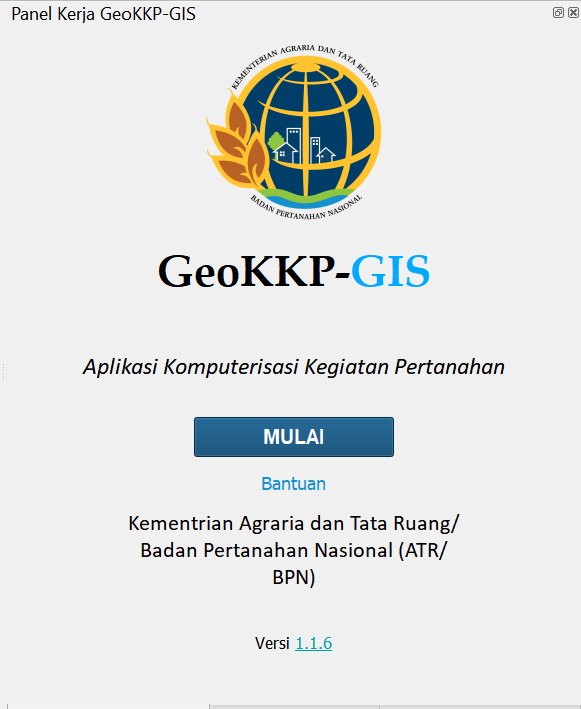 Panel Kerja GeoKKP-GIS
KEMENTERIAN AGRARIA DAN TATA RUANG
BADAN PERTANAHAN NASIONAL
GeoKKP-GIS
Aplikasi Komputerisasi Kegiatan Pertanahan
MULAI
Bantuan
Kementrian Agraria dan Tata Ruang/
Badan Pertanahan Nasional (ATR/
BPN)
Versi 1.1.6